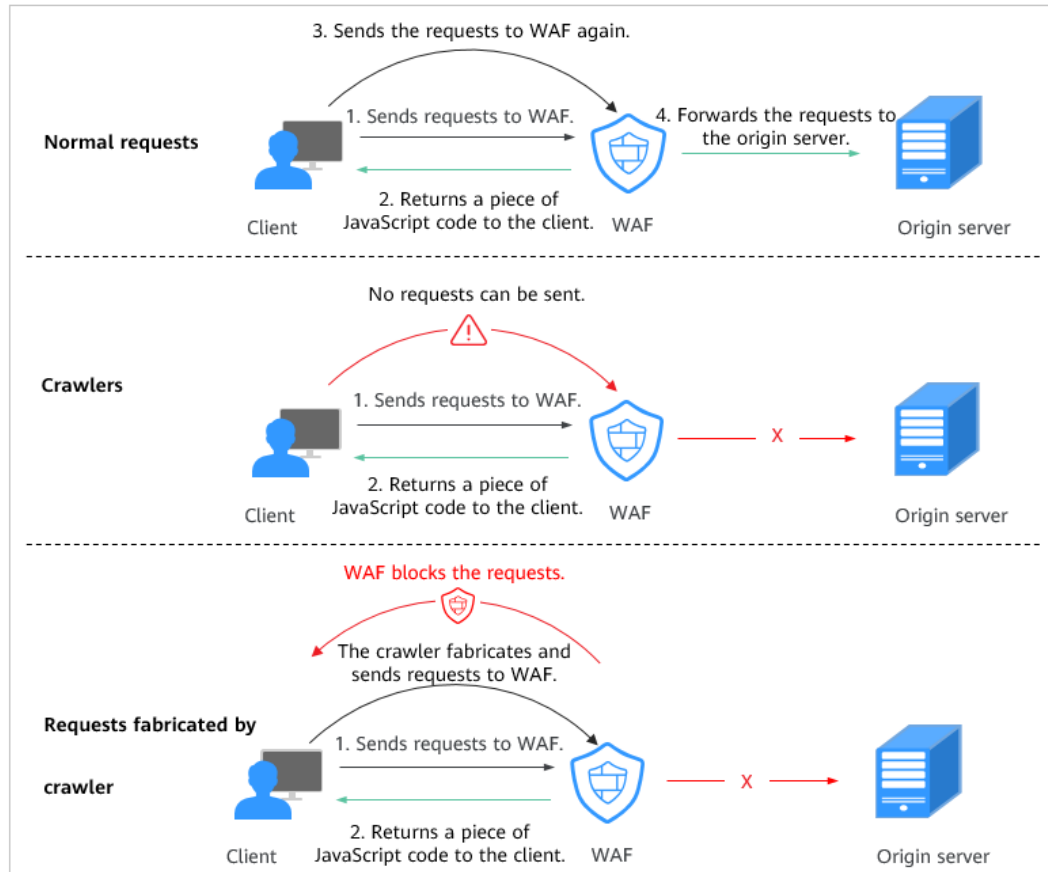 3. Sends the requests to WAF again.
1. Sends requests to WAF.
4. Forwards the requests to
the origin server.
Normal requests
2. Returns a piece of
JavaScript code to the client.
Client
WAF
Origin server
No requests can be sent.
Crawlers
1. Sends requests to WAF.
X
2. Returns a piece of
JavaScript code to the client.
Client
WAF
Origin server
WAF blocks the requests.
The crawler fabricates and
sends requests to WAF.
Requests fabricated by
crawler
1. Sends requests to WAF.
X
2. Returns a piece of
JavaScript code to the client.
Client
WAF
Origin server